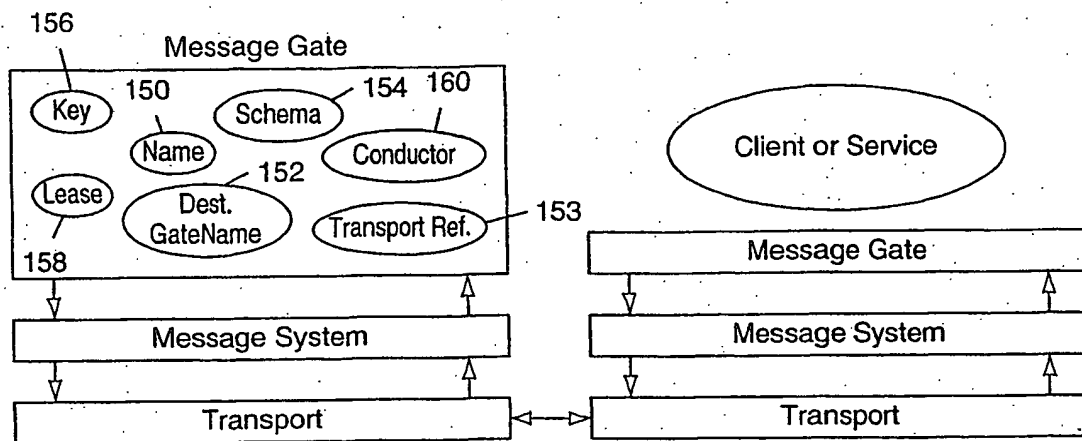 156
Message Gate
Key
150
Schema
154
160
Name
Conductor
Client or Service
Lease
152
Dest.
GateName
Transport Ref.
153
158
Message Gate
Message System
Message System
Transport
Transport